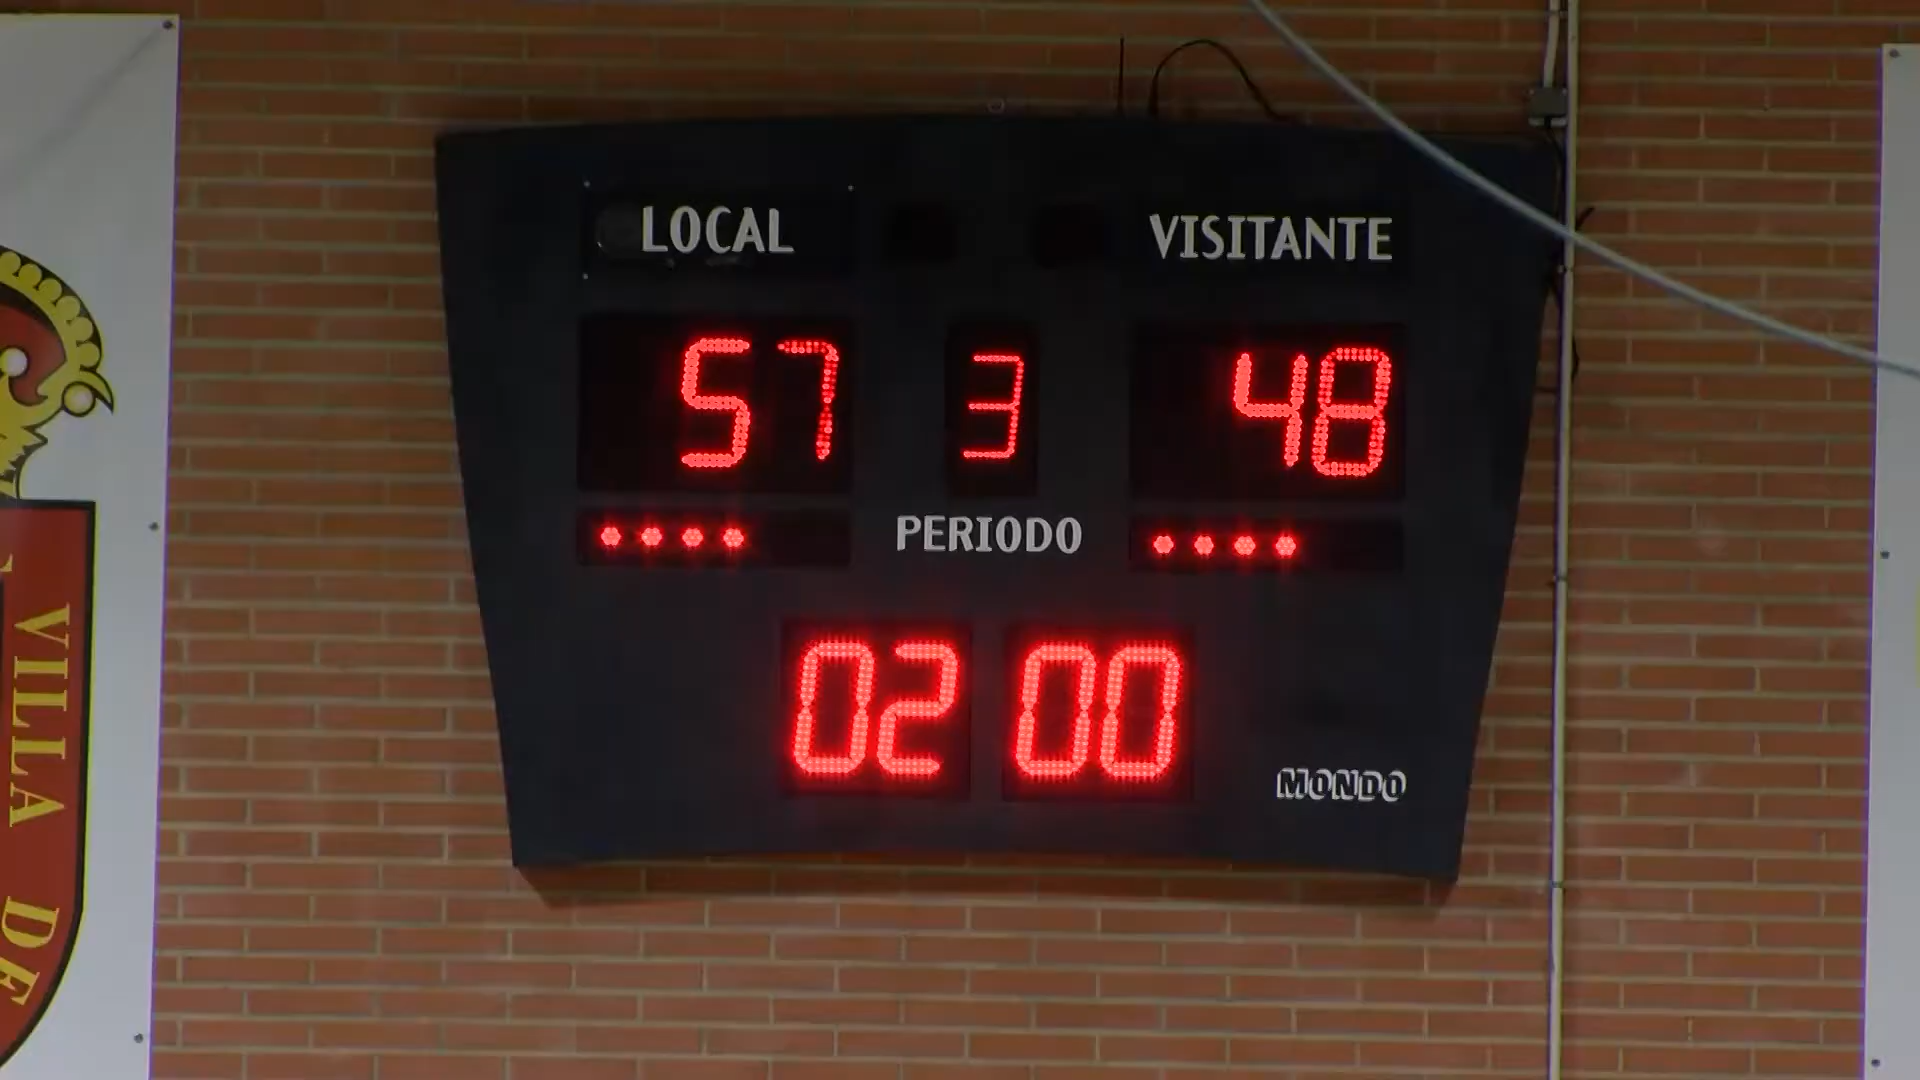 LOCAL
VISITANTE
57
3
48
PERIODO
02 00
MONDO
VILLA DE